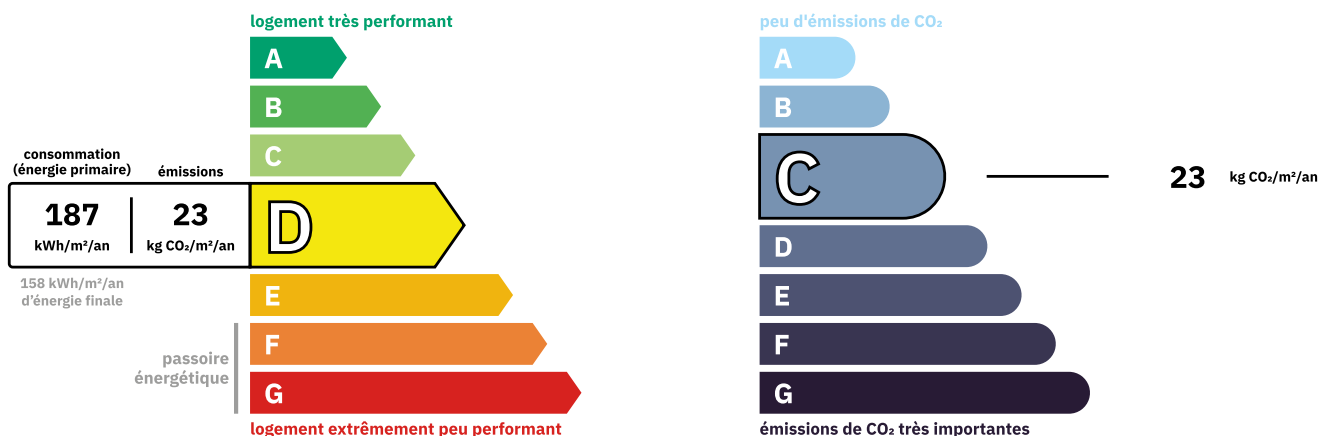 logement très performant
A
B
C
consommation
(énergie primaire)
émissions
187
kWh/m²/an
23
kg CO₂/m²/an
D
158 kWh/m²/an
d'énergie finale
E
passoire
énergétique
F
G
logement extrêmement peu performant
peu d'émissions de CO₂
A
B
C
23 kg CO₂/m²/an
D
E
F
G
émissions de CO₂ très importantes